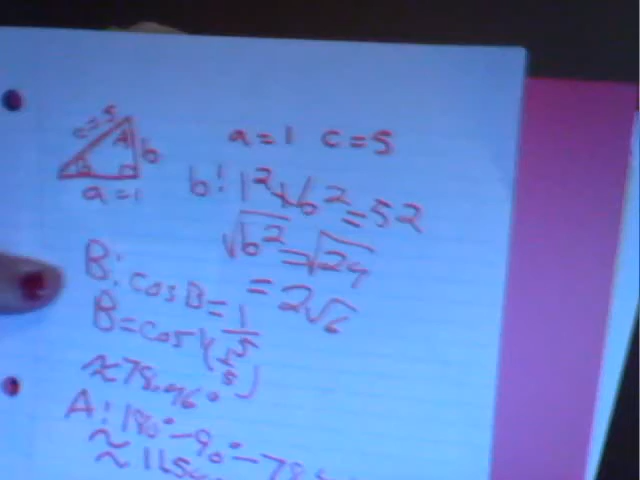 c=5
A
b
B
a=1
a=1 c=5
b: 1²+b²=5²
√b²=√24
=2√6
B: cosB=1/5
B=cos⁻¹(1/5)
≈78.46°
A: 180°-90°-78